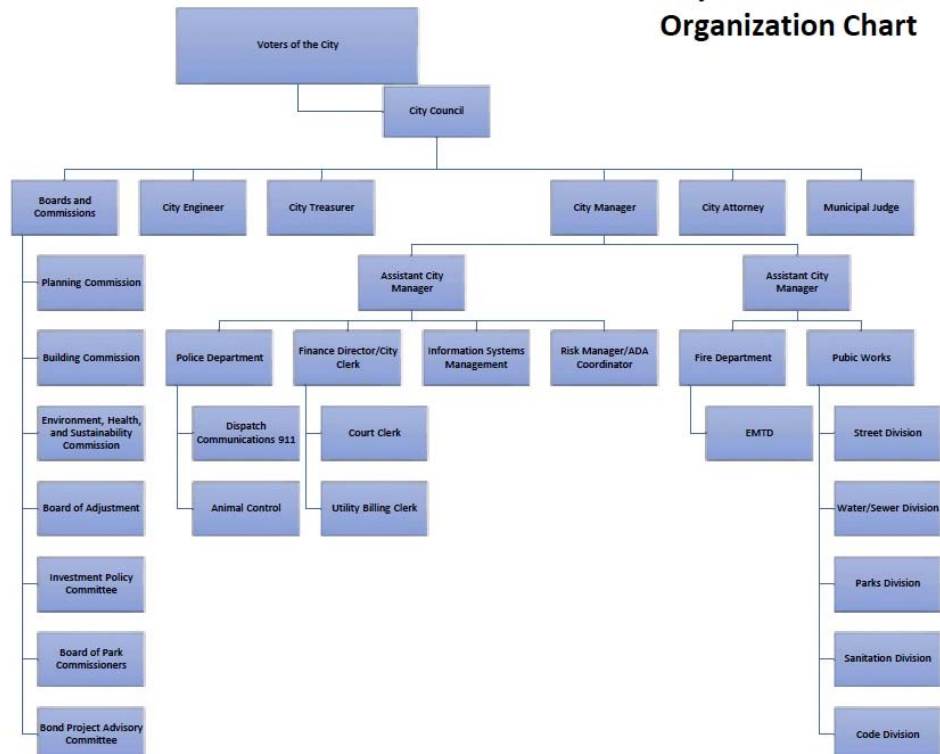 Organization Chart
Voters of the City
City Council
Boards and
Commissions
City Engineer
City Treasurer
City Manager
City Attorney
Municipal Judge
Planning Commission
Building Commission
Environment, Health,
and Sustainability
Commission
Board of Adjustment
Investment Policy
Committee
Board of Park
Commissioners
Bond Project Advisory
Committee
Assistant City
Manager
Assistant City
Manager
Police Department
Finance Director/City
Clerk
Information Systems
Management
Risk Manager/ADA
Coordinator
Fire Department
Pubic Works
Dispatch
Communications 911
Animal Control
Court Clerk
Utility Billing Clerk
EMTD
Street Division
Water/Sewer Division
Parks Division
Sanitation Division
Code Division